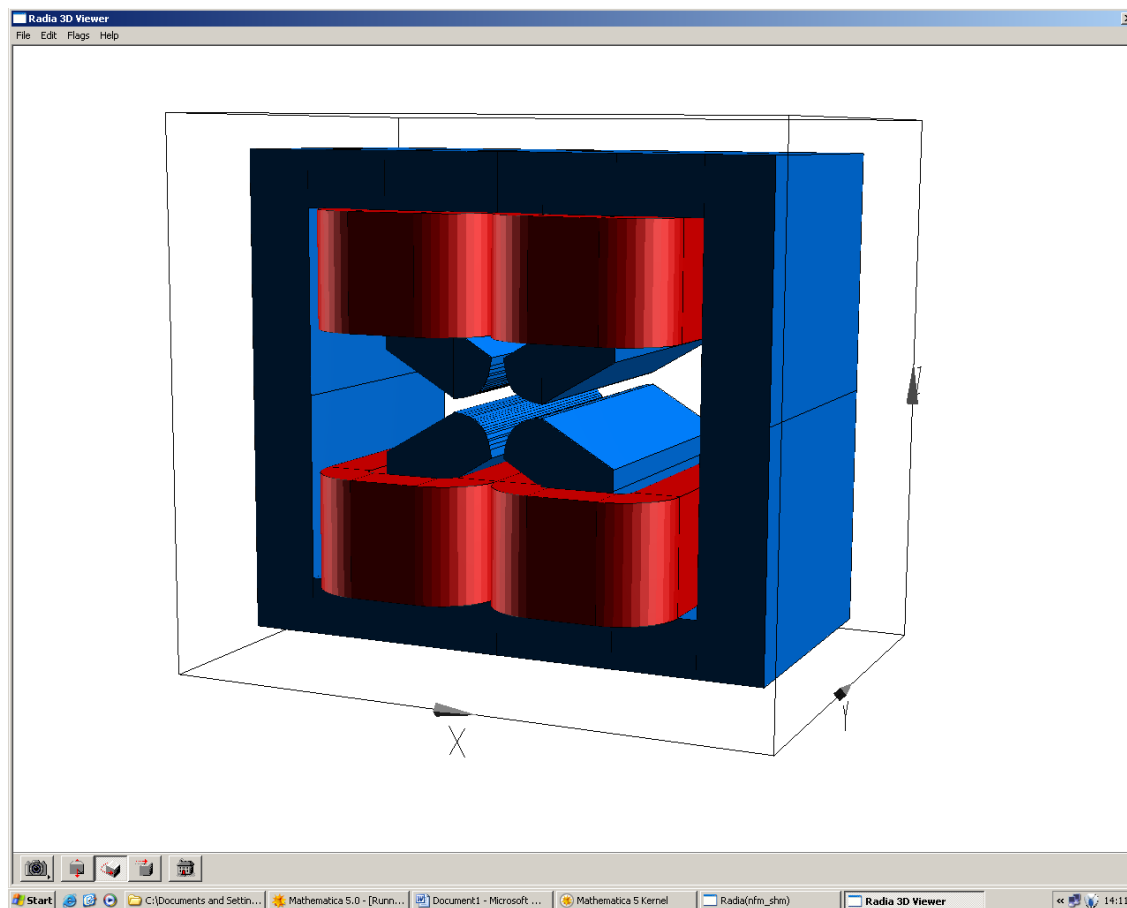 Radia 3D Viewer
File Edit Flags Help
X
Y
Start C:\Documents and Settin... Mathematica 5.0 - [Runn... Document1 - Microsoft ... Mathematica 5 Kernel Radia(nfm_shm) Radia 3D Viewer « 14:11